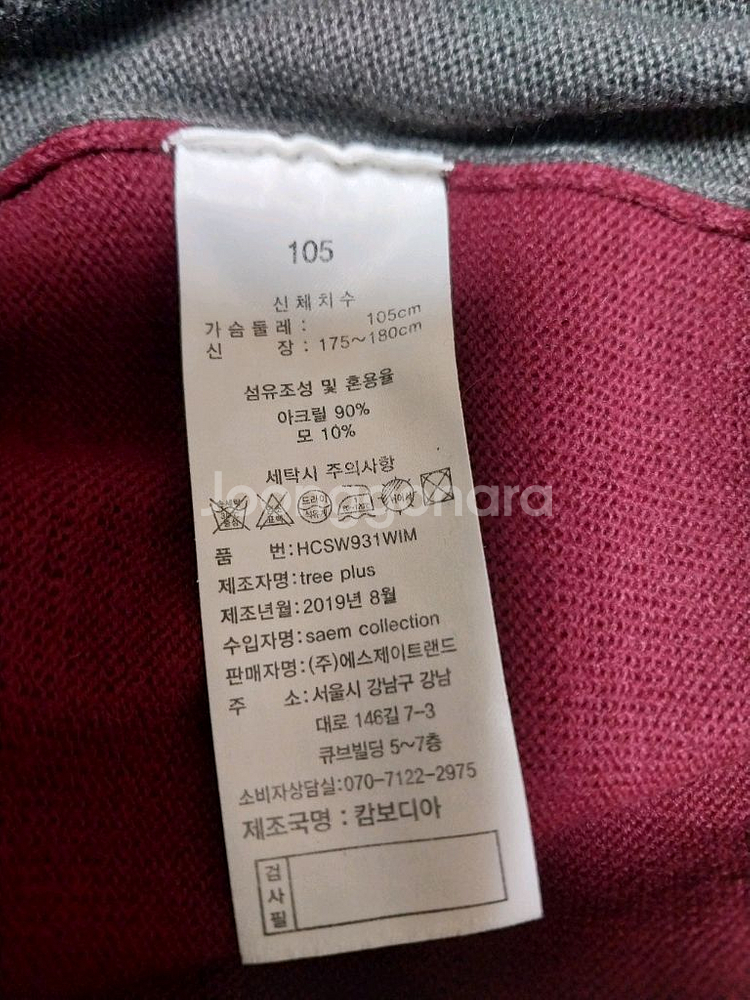 105
신체치수
가슴둘레: 105cm
신 장: 175~180cm
섬유조성 및 혼용율
아크릴 90%
모 10%
세탁시 주의사항
Joonggonara
드라이
품 번:HCSW931WIM
제조자명:tree plus
제조년월:2019년 8월
수입자명:saem collection
판매자명:(주)에스제이트랜드
주 소:서울시 강남구 강남
대로 146길 7-3
큐브빌딩 5~7층
소비자상담실:070-7122-2975
제조국명 : 캄보디아
검사필